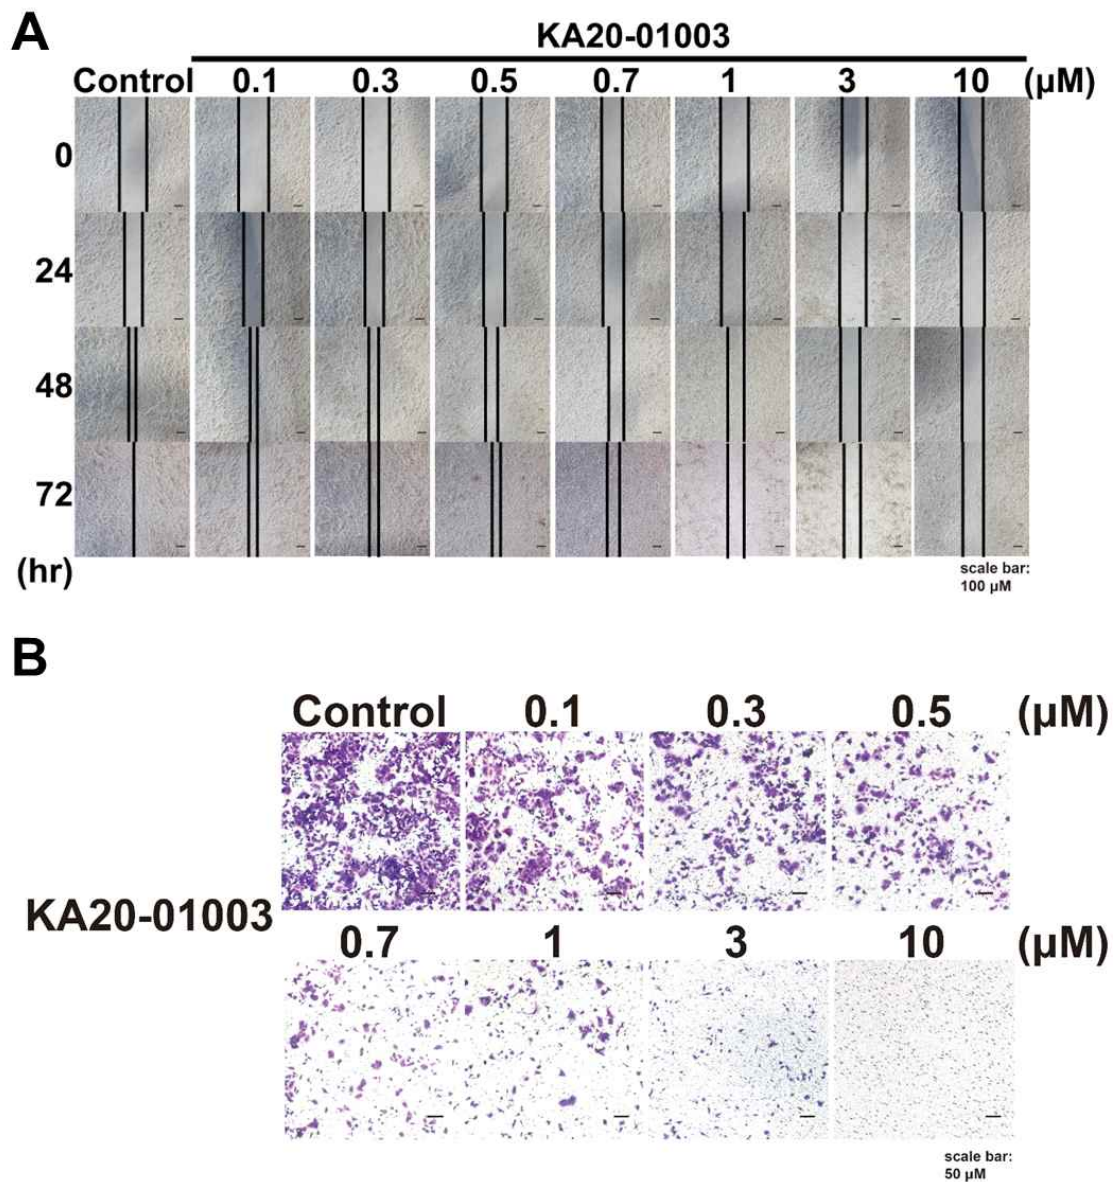 A
KA20-01003
Control 0.1 0.3 0.5 0.7 1 3 10 (µM)
0
24
48
72
(hr)
scale bar:
100 µM
B
Control 0.1 0.3 0.5 (µM)
KA20-01003
0.7 1 3 10 (µM)
scale bar:
50 µM